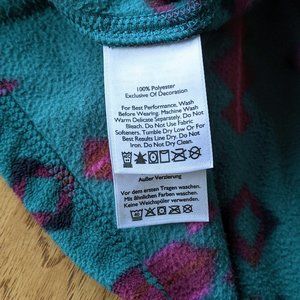 100% Polyester
Exclusive Of Decoration
For Best Performance, Wash
Before Wearing. Machine Wash
Warm Delicate Separately. Do Not
Bleach. Do Not Use Fabric
Softeners. Tumble Dry Low Or For
Best Results Line Dry. Do Not
Iron. Do Not Dry Clean.
Außer Verzierung
Vor dem ersten Tragen waschen.
Mit ähnlichen Farben waschen.
Keine Weichspüler verwenden.